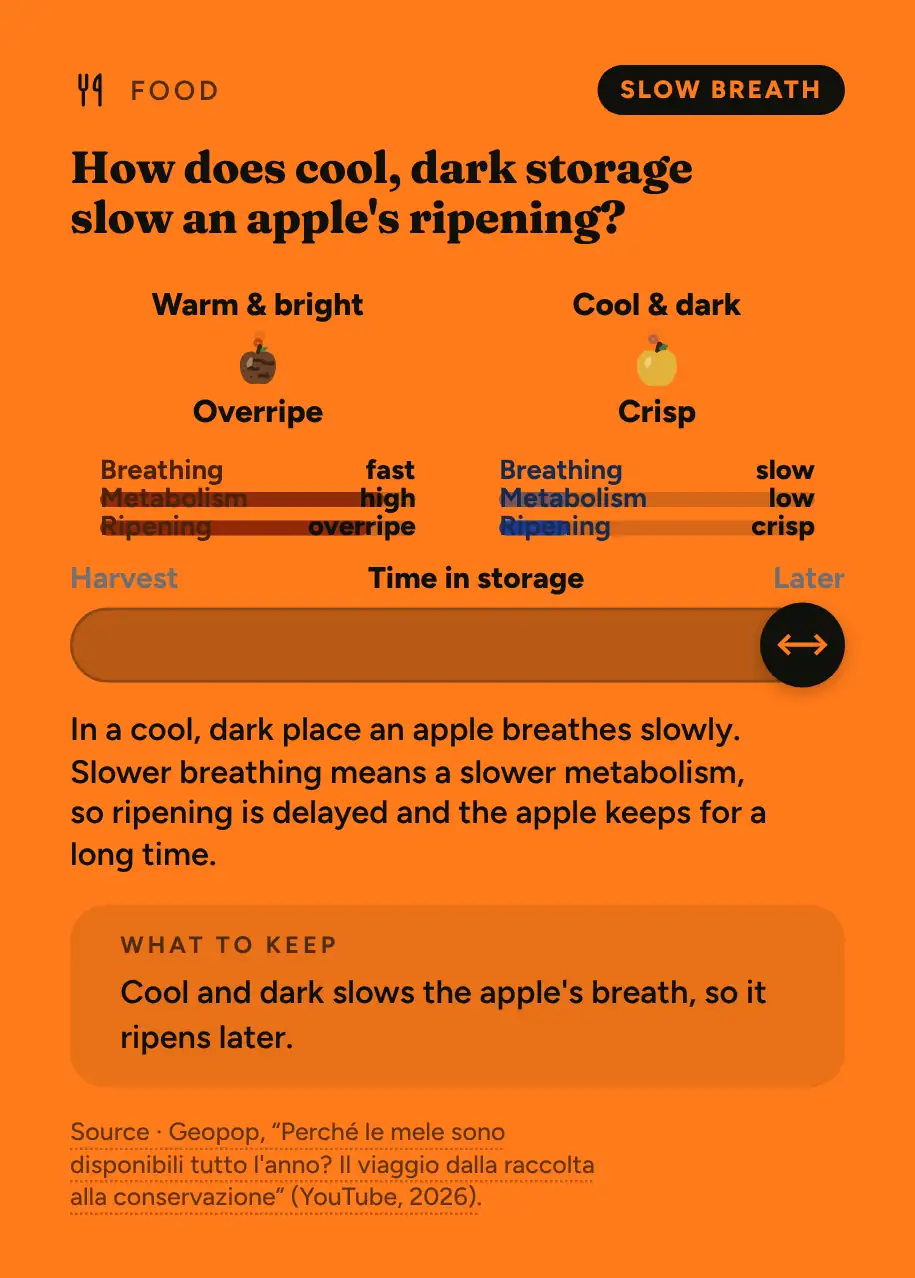 FOOD
SLOW BREATH
How does cool, dark storage
slow an apple's ripening?
Warm & bright
Cool & dark
Overripe
Crisp
Breathing fast
Metabolism high
Ripening overripe
Breathing slow
Metabolism low
Ripening crisp
Harvest Time in storage Later
In a cool, dark place an apple breathes slowly.
Slower breathing means a slower metabolism,
so ripening is delayed and the apple keeps for a
long time.
WHAT TO KEEP
Cool and dark slows the apple's breath, so it
ripens later.
Source · Geopop, “Perché le mele sono
disponibili tutto l'anno? Il viaggio dalla raccolta
alla conservazione” (YouTube, 2026).